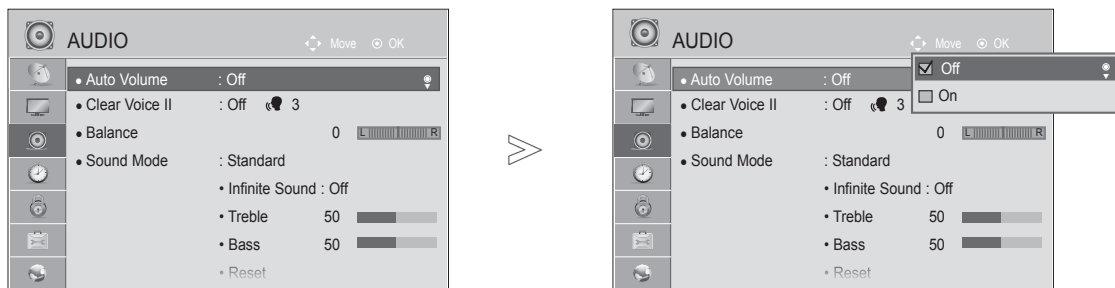 AUDIO
Move OK
• Auto Volume : Off
• Clear Voice II : Off 3
• Balance 0 L R
• Sound Mode : Standard
• Infinite Sound : Off
• Treble 50
• Bass 50
• Reset
>
AUDIO
Move OK
• Auto Volume : Off
Off
On
• Clear Voice II : Off 3
• Balance 0 L R
• Sound Mode : Standard
• Infinite Sound : Off
• Treble 50
• Bass 50
• Reset